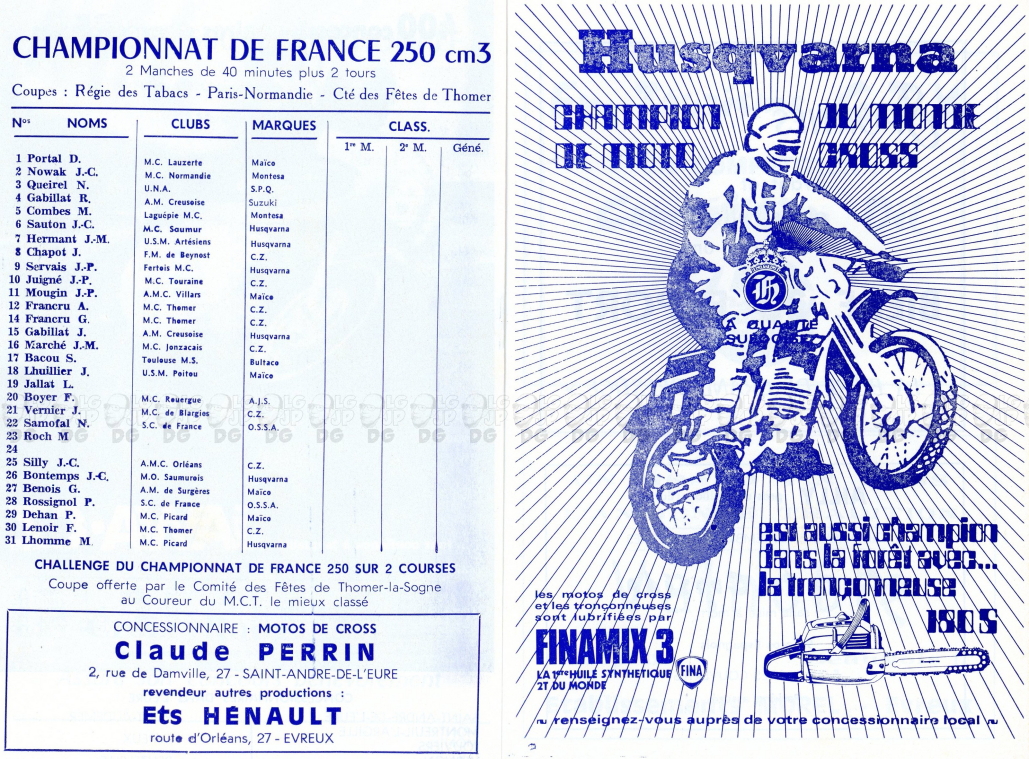 CHAMPIONNAT DE FRANCE 250 cm3
2 Manches de 40 minutes plus 2 tours
Coupes : Régie des Tabacs - Paris-Normandie - Cté des Fêtes de Thomer
Nos NOMS CLUBS MARQUES CLASS.
1re M. 2e M. Géné.
1 Portal D. M.C. Lauzerte Maïco
2 Nowak J.-C. M.C. Normandie Montesa
3 Queirel N. U.N.A. S.P.Q.
4 Gabillat R. A.M. Creusoise Suzuki
5 Combes M. Laguépie M.C. Montesa
6 Sauton J.-C. M.C. Saumur Husqvarna
7 Hermant J.-M. U.S.M. Artésiens Husqvarna
8 Chapot J. F.M. de Beynost C.Z.
9 Servais J.-P. Fertois M.C. Husqvarna
10 Juigné J.-P. M.C. Touraine C.Z.
11 Mougin J.-P. A.M.C. Villars Maïco
12 Francru A. M.C. Thomer C.Z.
14 Francru G. M.C. Thomer C.Z.
15 Gabillat J. A.M. Creusoise Husqvarna
16 Marché J.-M. M.C. Jonzacais C.Z.
17 Bacou S. Toulouse M.S. Bultaco
18 Lhuillier J. U.S.M. Poitou Maïco
19 Jallat L.
20 Boyer F. M.C. Rouergue A.J.S.
21 Vernier J. M.C. de Blargies C.Z.
22 Samofal N. S.C. de France O.S.S.A.
23 Roch M
24
25 Silly J.-C. A.M.C. Orléans C.Z.
26 Bontemps J.-C. M.O. Saumurois Husqvarna
27 Benois G. A.M. de Surgères Maïco
28 Rossignol P. S.C. de France O.S.S.A.
29 Dehan P. M.C. Picard Maïco
30 Lenoir F. M.C. Thomer C.Z.
31 Lhomme M. M.C. Picard Husqvarna
CHALLENGE DU CHAMPIONNAT DE FRANCE 250 SUR 2 COURSES
Coupe offerte par le Comité des Fêtes de Thomer-la-Sogne
au Coureur du M.C.T. le mieux classé
CONCESSIONNAIRE : MOTOS DE CROSS
Claude PERRIN
2, rue de Damville, 27 - SAINT-ANDRE-DE-L'EURE
revendeur autres productions :
Ets HÉNAULT
route d'Orléans, 27 - EVREUX
Husqvarna
CHAMPION DU MONDE
DE MOTO CROSS
LA QUALITÉ
SUEDOISE
est aussi champion
dans la forêt avec...
la tronçonneuse
180 S
les motos de cross
et les tronçonneuses
sont lubrifiées par
FINAMIX 3
LA 1ère HUILE SYNTHETIQUE
2T DU MONDE
FINA
~ renseignez-vous auprès de votre concessionnaire local ~